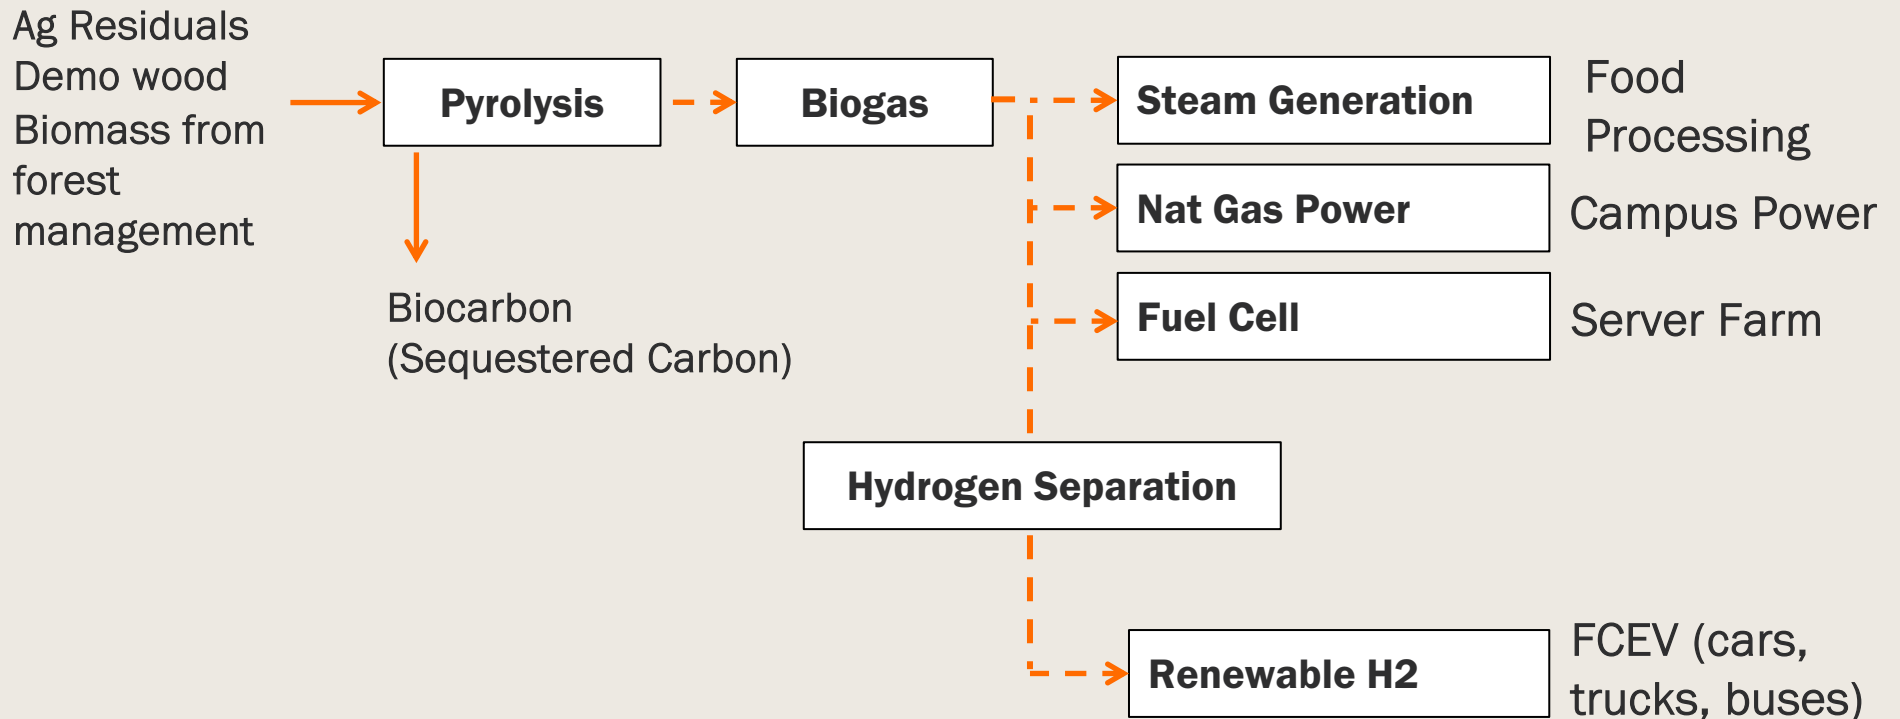 Ag Residuals
Demo wood
Biomass from
forest
management
Pyrolysis
Biocarbon
(Sequestered Carbon)
Biogas
Steam Generation
Food
Processing
Nat Gas Power
Campus Power
Fuel Cell
Server Farm
Hydrogen Separation
Renewable H2
FCEV (cars,
trucks, buses)